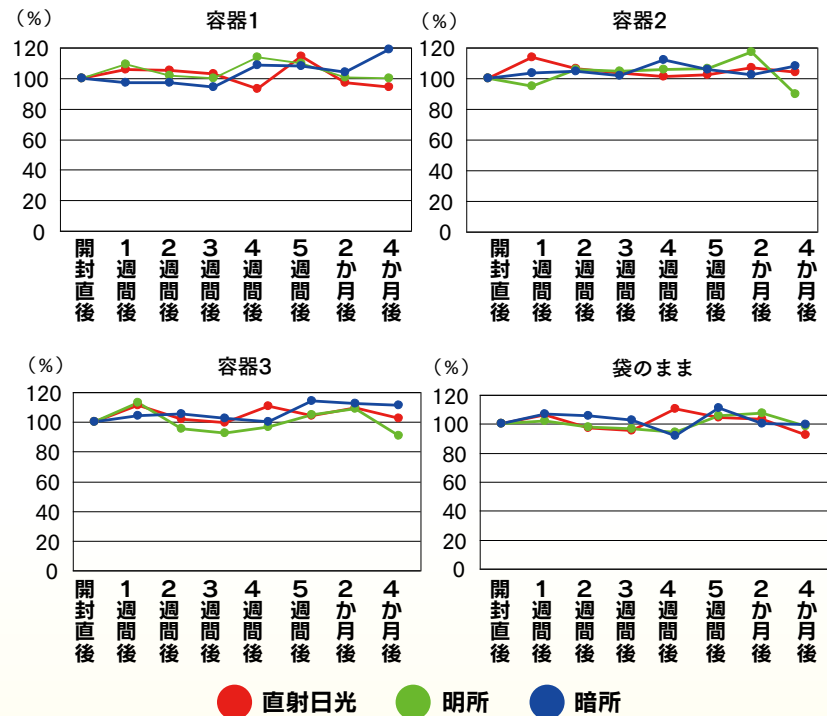 (%)
容器1
120
100
80
60
40
20
0
開封直後
1週間後
2週間後
3週間後
4週間後
5週間後
2か月後
4か月後
(%)
容器2
120
100
80
60
40
20
0
開封直後
1週間後
2週間後
3週間後
4週間後
5週間後
2か月後
4か月後
(%)
容器3
120
100
80
60
40
20
0
開封直後
1週間後
2週間後
3週間後
4週間後
5週間後
2か月後
4か月後
(%)
袋のまま
120
100
80
60
40
20
0
開封直後
1週間後
2週間後
3週間後
4週間後
5週間後
2か月後
4か月後
直射日光
明所
暗所